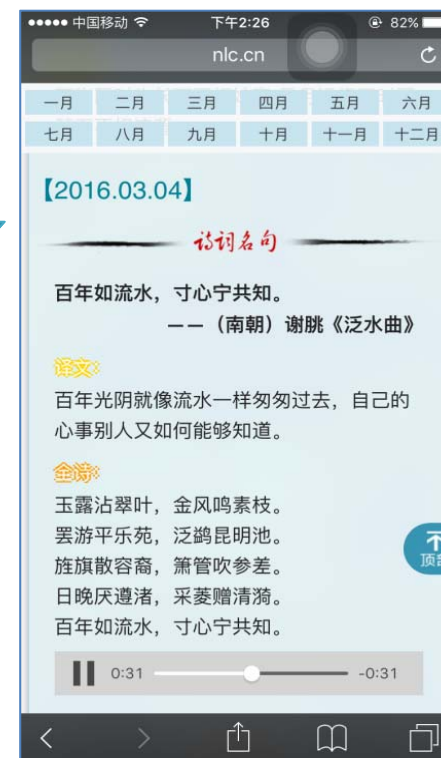 中国移动 下午2:26 82%
nlc.cn
一月 二月 三月 四月 五月 六月
七月 八月 九月 十月 十一月 十二月
【2016.03.04】
诗词名句
百年如流水，寸心宁共知。
——（南朝）谢朓《泛水曲》
译文:
百年光阴就像流水一样匆匆过去，自己的
心事别人又如何能够知道。
全诗:
玉露沾翠叶，金风鸣素枝。
罢游平乐苑，泛鹢昆明池。
旌旗散容裔，箫管吹参差。
日晚厌遵渚，采菱赠清漪。
百年如流水，寸心宁共知。
顶部
0:31 -0:31